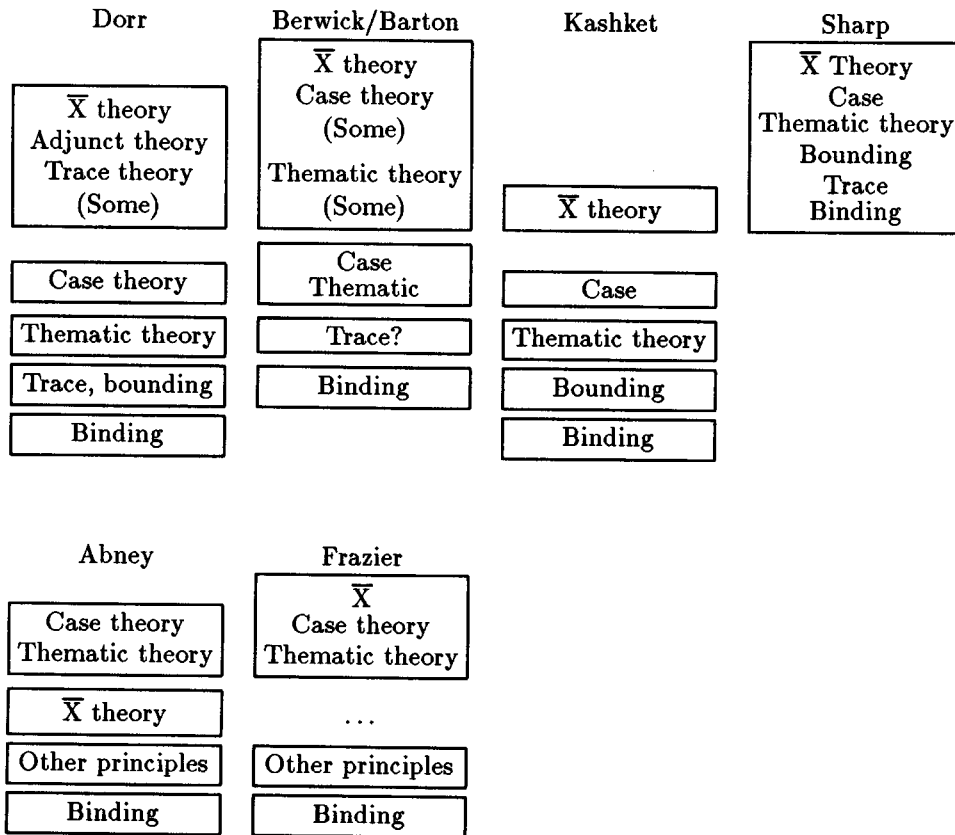 Dorr
X̅ theory
Adjunct theory
Trace theory
(Some)
Case theory
Thematic theory
Trace, bounding
Binding
Berwick/Barton
X̅ theory
Case theory
(Some)
Thematic theory
(Some)
Case
Thematic
Trace?
Binding
Kashket
X̅ theory
Case
Thematic theory
Bounding
Binding
Sharp
X̅ Theory
Case
Thematic theory
Bounding
Trace
Binding
Abney
Case theory
Thematic theory
X̅ theory
Other principles
Binding
Frazier
X̅
Case theory
Thematic theory
...
Other principles
Binding